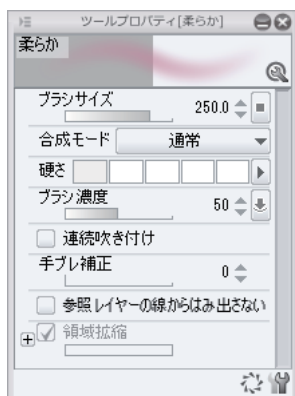 ツールプロパティ[柔らか]
柔らか
ブラシサイズ 250.0
合成モード 通常
硬さ
ブラシ濃度 50
連続吹き付け
手ブレ補正 0
参照レイヤーの線からはみ出さない
領域拡縮